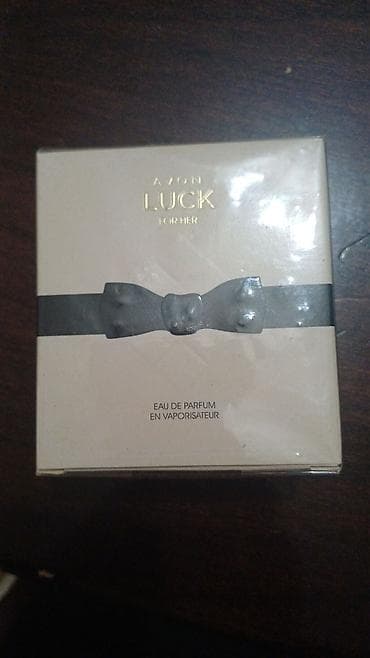 AVON
LUCK
FOR HER
EAU DE PARFUM
EN VAPORISATEUR